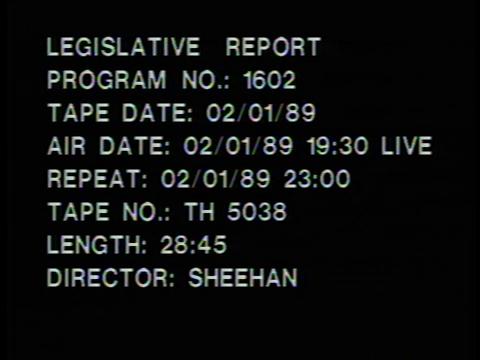 LEGISLATIVE REPORT
PROGRAM NO.: 1602
TAPE DATE: 02/01/89
AIR DATE: 02/01/89 19:30 LIVE
REPEAT: 02/01/89 23:00
TAPE NO.: TH 5038
LENGTH: 28:45
DIRECTOR: SHEEHAN